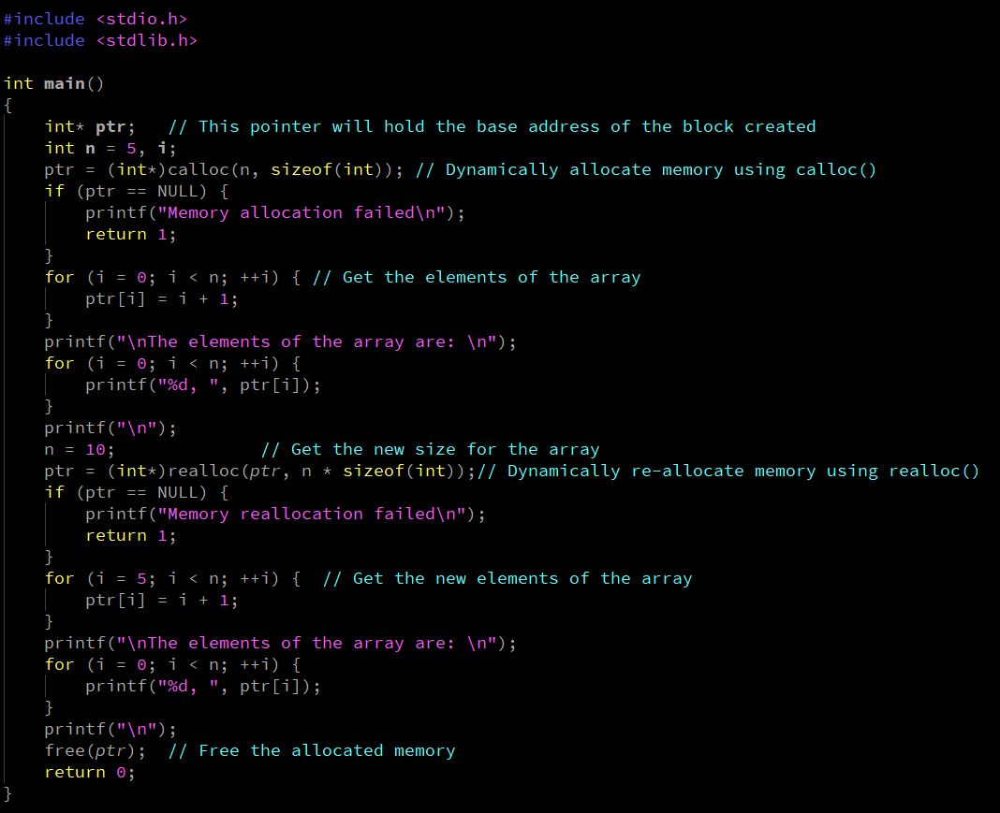 #include <stdio.h>
#include <stdlib.h>

int main()
{
    int* ptr;   // This pointer will hold the base address of the block created
    int n = 5, i;
    ptr = (int*)calloc(n, sizeof(int)); // Dynamically allocate memory using calloc()
    if (ptr == NULL) {
        printf("Memory allocation failed\n");
        return 1;
    }
    for (i = 0; i < n; ++i) { // Get the elements of the array
        ptr[i] = i + 1;
    }
    printf("\nThe elements of the array are: \n");
    for (i = 0; i < n; ++i) {
        printf("%d, ", ptr[i]);
    }
    printf("\n");
    n = 10;              // Get the new size for the array
    ptr = (int*)realloc(ptr, n * sizeof(int));// Dynamically re-allocate memory using realloc()
    if (ptr == NULL) {
        printf("Memory reallocation failed\n");
        return 1;
    }
    for (i = 5; i < n; ++i) {  // Get the new elements of the array
        ptr[i] = i + 1;
    }
    printf("\nThe elements of the array are: \n");
    for (i = 0; i < n; ++i) {
        printf("%d, ", ptr[i]);
    }
    printf("\n");
    free(ptr);  // Free the allocated memory
    return 0;
}